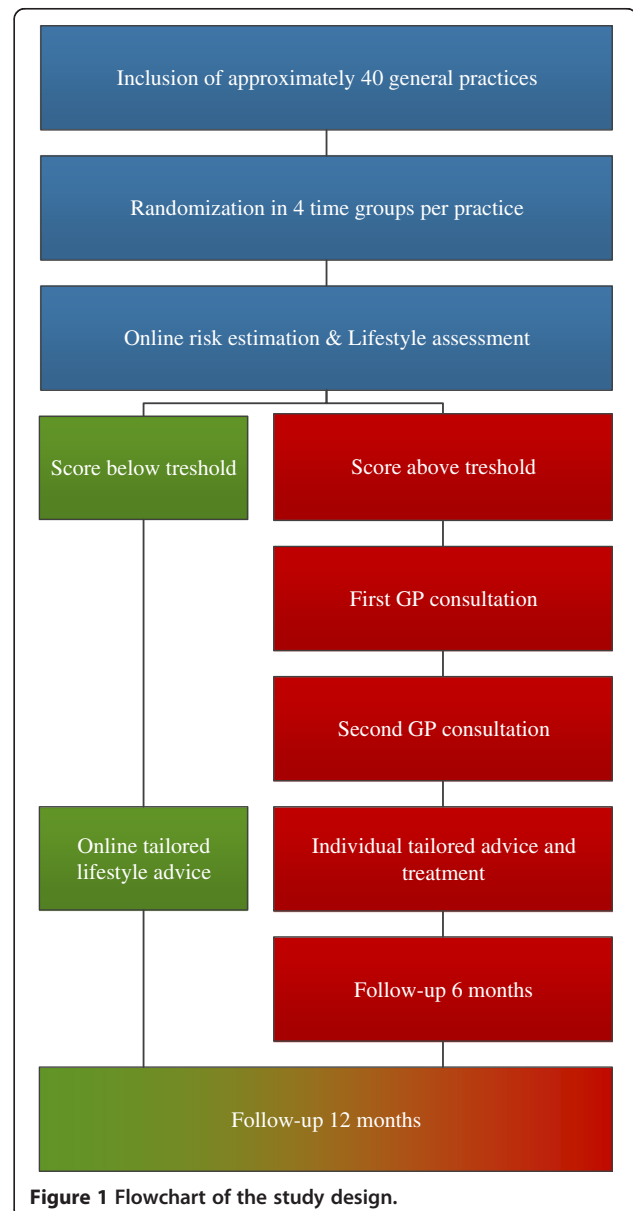 Inclusion of approximately 40 general practices
Randomization in 4 time groups per practice
Online risk estimation & Lifestyle assessment
Score below treshold
Score above treshold
First GP consultation
Second GP consultation
Online tailored
lifestyle advice
Individual tailored advice and
treatment
Follow-up 6 months
Follow-up 12 months
Figure 1 Flowchart of the study design.